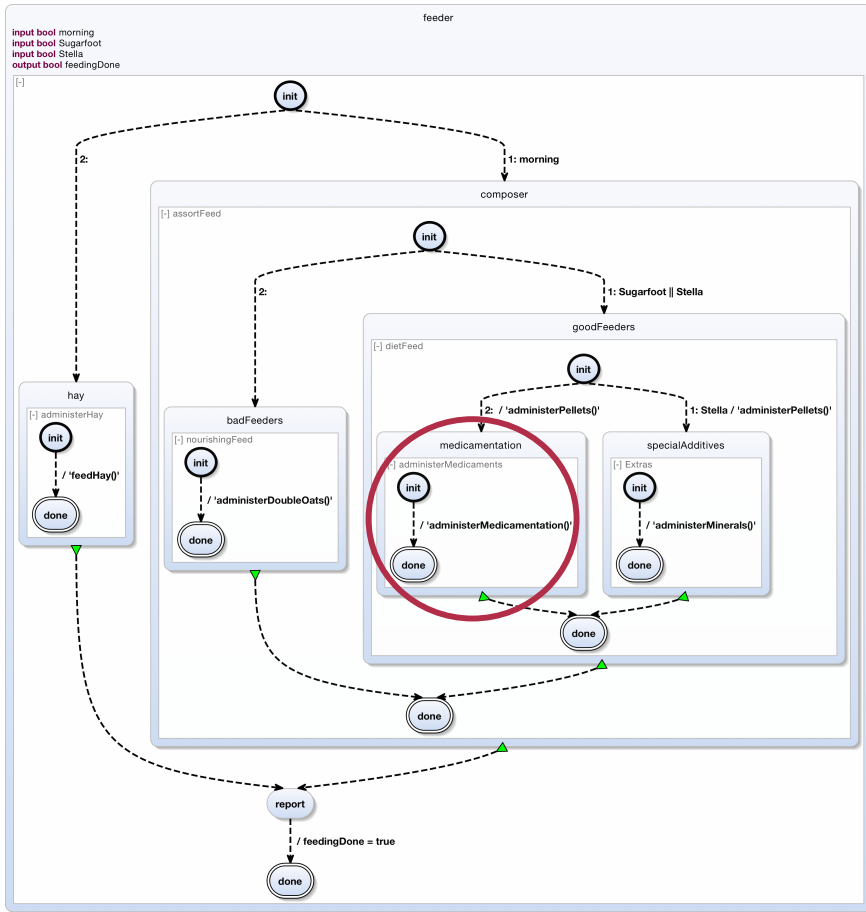 feeder
input bool morning
input bool Sugarfoot
input bool Stella
output bool feedingDone
[-]
init
2:
1: morning
composer
[-] assortFeed
init
2:
1: Sugarfoot || Stella
goodFeeders
[-] dietFeed
init
2: / 'administerPellets()'
1: Stella / 'administerPellets()'
hay
[-] administerHay
init
/ 'feedHay()'
done
badFeeders
[-] nourishingFeed
init
/ 'administerDoubleOats()'
done
medicamentation
[-] administerMedicaments
init
/ 'administerMedicamentation()'
done
specialAdditives
[-] Extras
init
/ 'administerMinerals()'
done
done
done
report
/ feedingDone = true
done